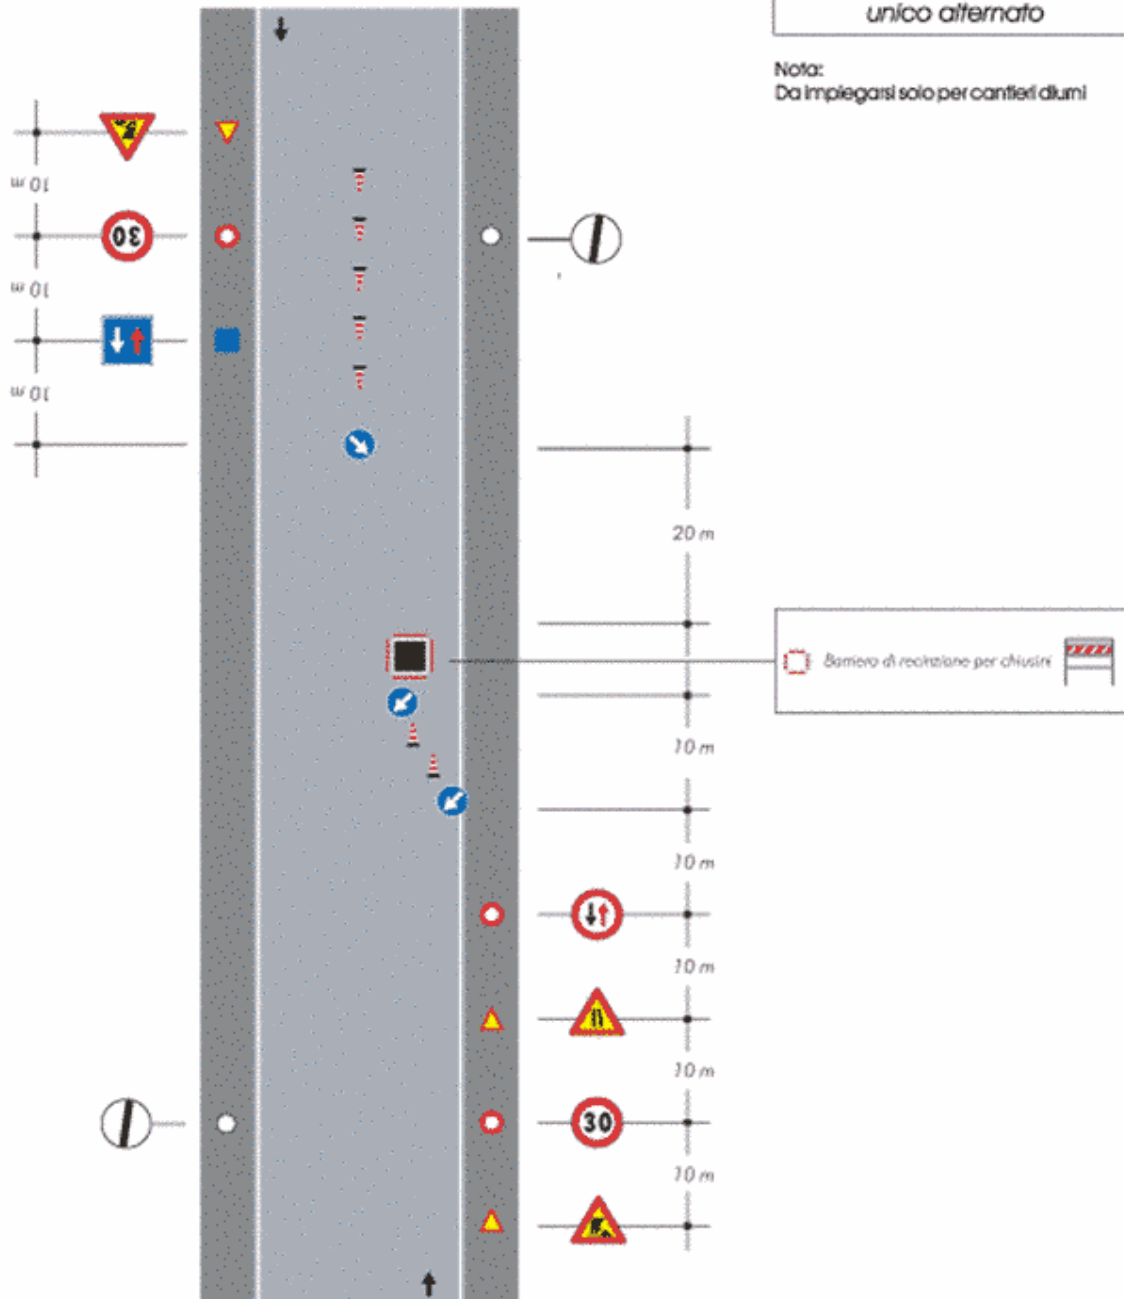 unico alternato
Nota:
Da impiegarsi solo per cantieri diurni
10 m
30
10 m
10 m
20 m
Barriera di recinzione per chiusini
10 m
10 m
10 m
10 m
30
10 m